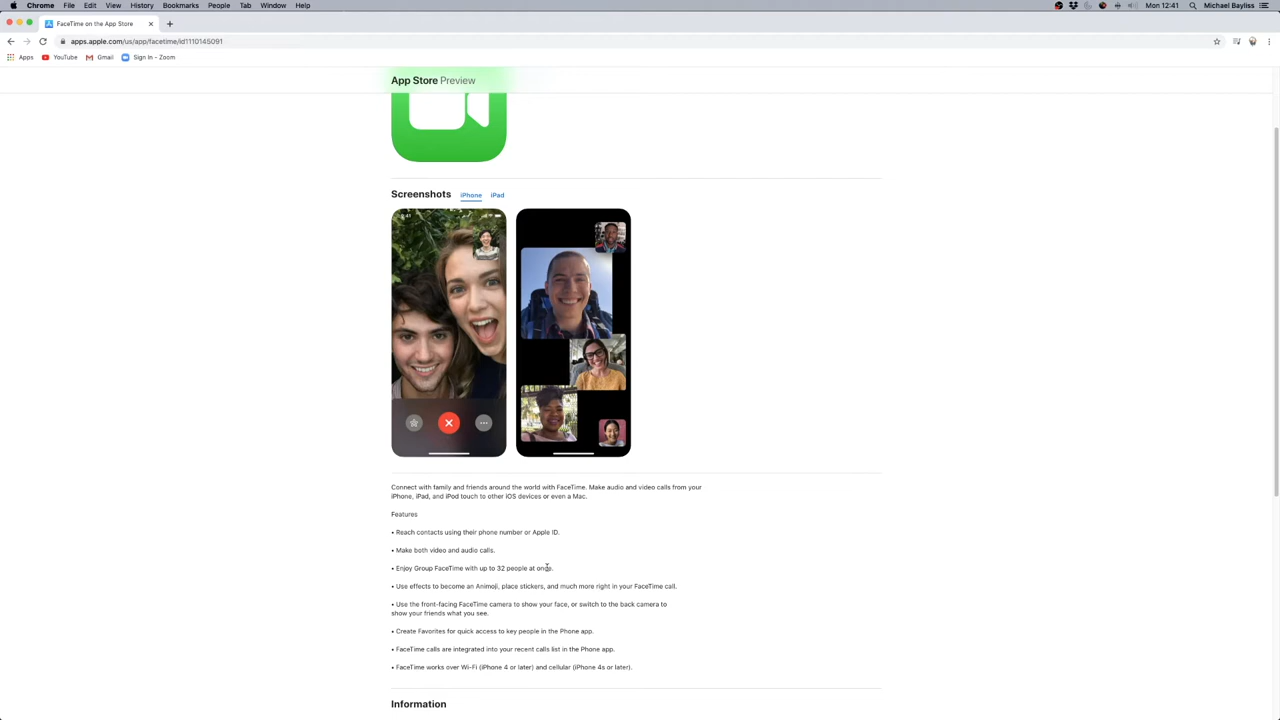 Chrome File Edit View History Bookmarks People Tab Window Help Mon 12:41 Michael Bayliss
FaceTime on the App Store
apps.apple.com/us/app/facetime/id1110145091
Apps YouTube Gmail Sign In - Zoom
App Store Preview
Screenshots iPhone iPad
9:41
Connect with family and friends around the world with FaceTime. Make audio and video calls from your
iPhone, iPad, and iPod touch to other iOS devices or even a Mac.
Features
• Reach contacts using their phone number or Apple ID.
• Make both video and audio calls.
• Enjoy Group FaceTime with up to 32 people at once.
• Use effects to become an Animoji, place stickers, and much more right in your FaceTime call.
• Use the front-facing FaceTime camera to show your face, or switch to the back camera to
show your friends what you see.
• Create Favorites for quick access to key people in the Phone app.
• FaceTime calls are integrated into your recent calls list in the Phone app.
• FaceTime works over Wi-Fi (iPhone 4 or later) and cellular (iPhone 4s or later).
Information